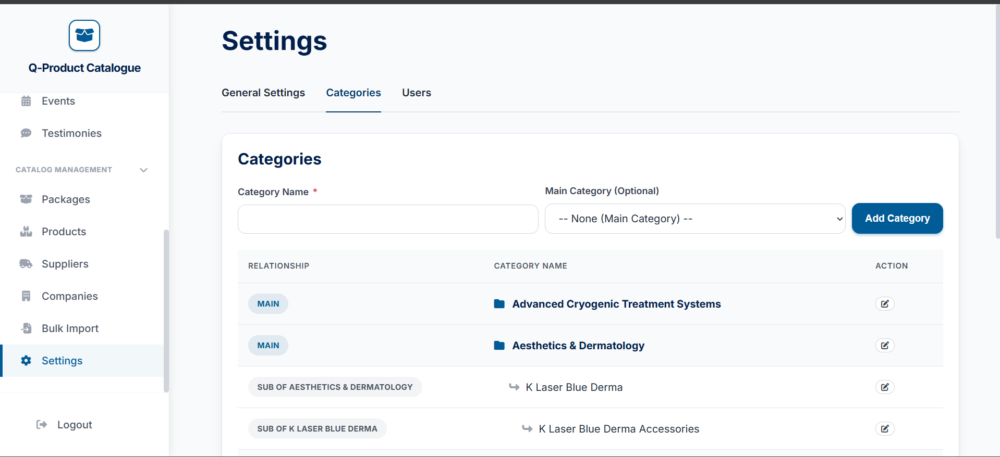 Q-Product Catalogue
Events
Testimonies
CATALOG MANAGEMENT
Packages
Products
Suppliers
Companies
Bulk Import
Settings
Logout
Settings
General Settings
Categories
Users
Categories
Category Name *
Main Category (Optional)
-- None (Main Category) --
Add Category
RELATIONSHIP CATEGORY NAME ACTION
MAIN Advanced Cryogenic Treatment Systems
MAIN Aesthetics & Dermatology
SUB OF AESTHETICS & DERMATOLOGY K Laser Blue Derma
SUB OF K LASER BLUE DERMA K Laser Blue Derma Accessories